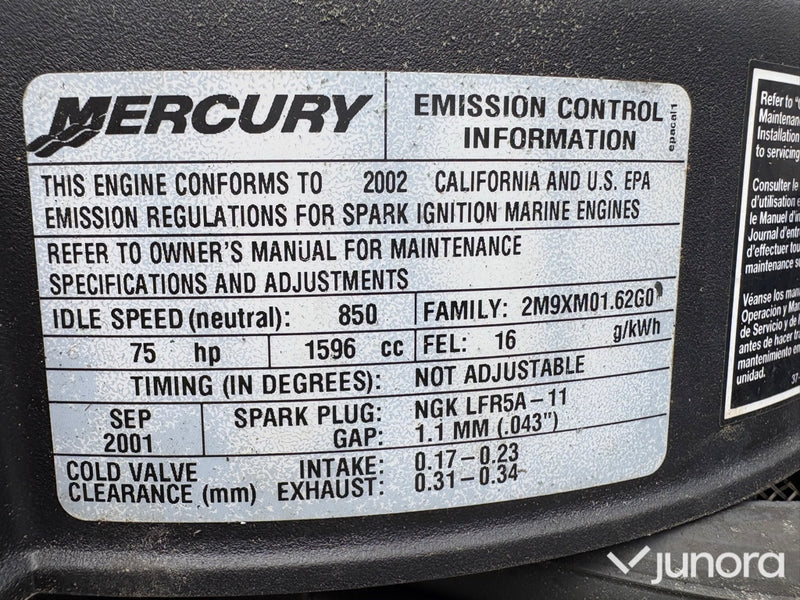 MERCURY
EMISSION CONTROL
INFORMATION
epacal1
THIS ENGINE CONFORMS TO 2002 CALIFORNIA AND U.S. EPA
EMISSION REGULATIONS FOR SPARK IGNITION MARINE ENGINES
REFER TO OWNER'S MANUAL FOR MAINTENANCE
SPECIFICATIONS AND ADJUSTMENTS
IDLE SPEED (neutral): 850
FAMILY: 2M9XM01.62G0
75 hp
1596 cc
FEL: 16 g/kWh
TIMING (IN DEGREES): NOT ADJUSTABLE
SEP
2001
SPARK PLUG: NGK LFR5A-11
GAP: 1.1 MM (.043")
COLD VALVE
CLEARANCE (mm)
INTAKE: 0.17-0.23
EXHAUST: 0.31-0.34
Refer to
Maintenance
Installation
to servicing
Consulter le
d'utilisation
le Manuel
Journal
d'effectuer
maintenance
Véanse los
Operación y
de Servicio y de
antes de hacer
mantenimiento
unidad.
37-
junora